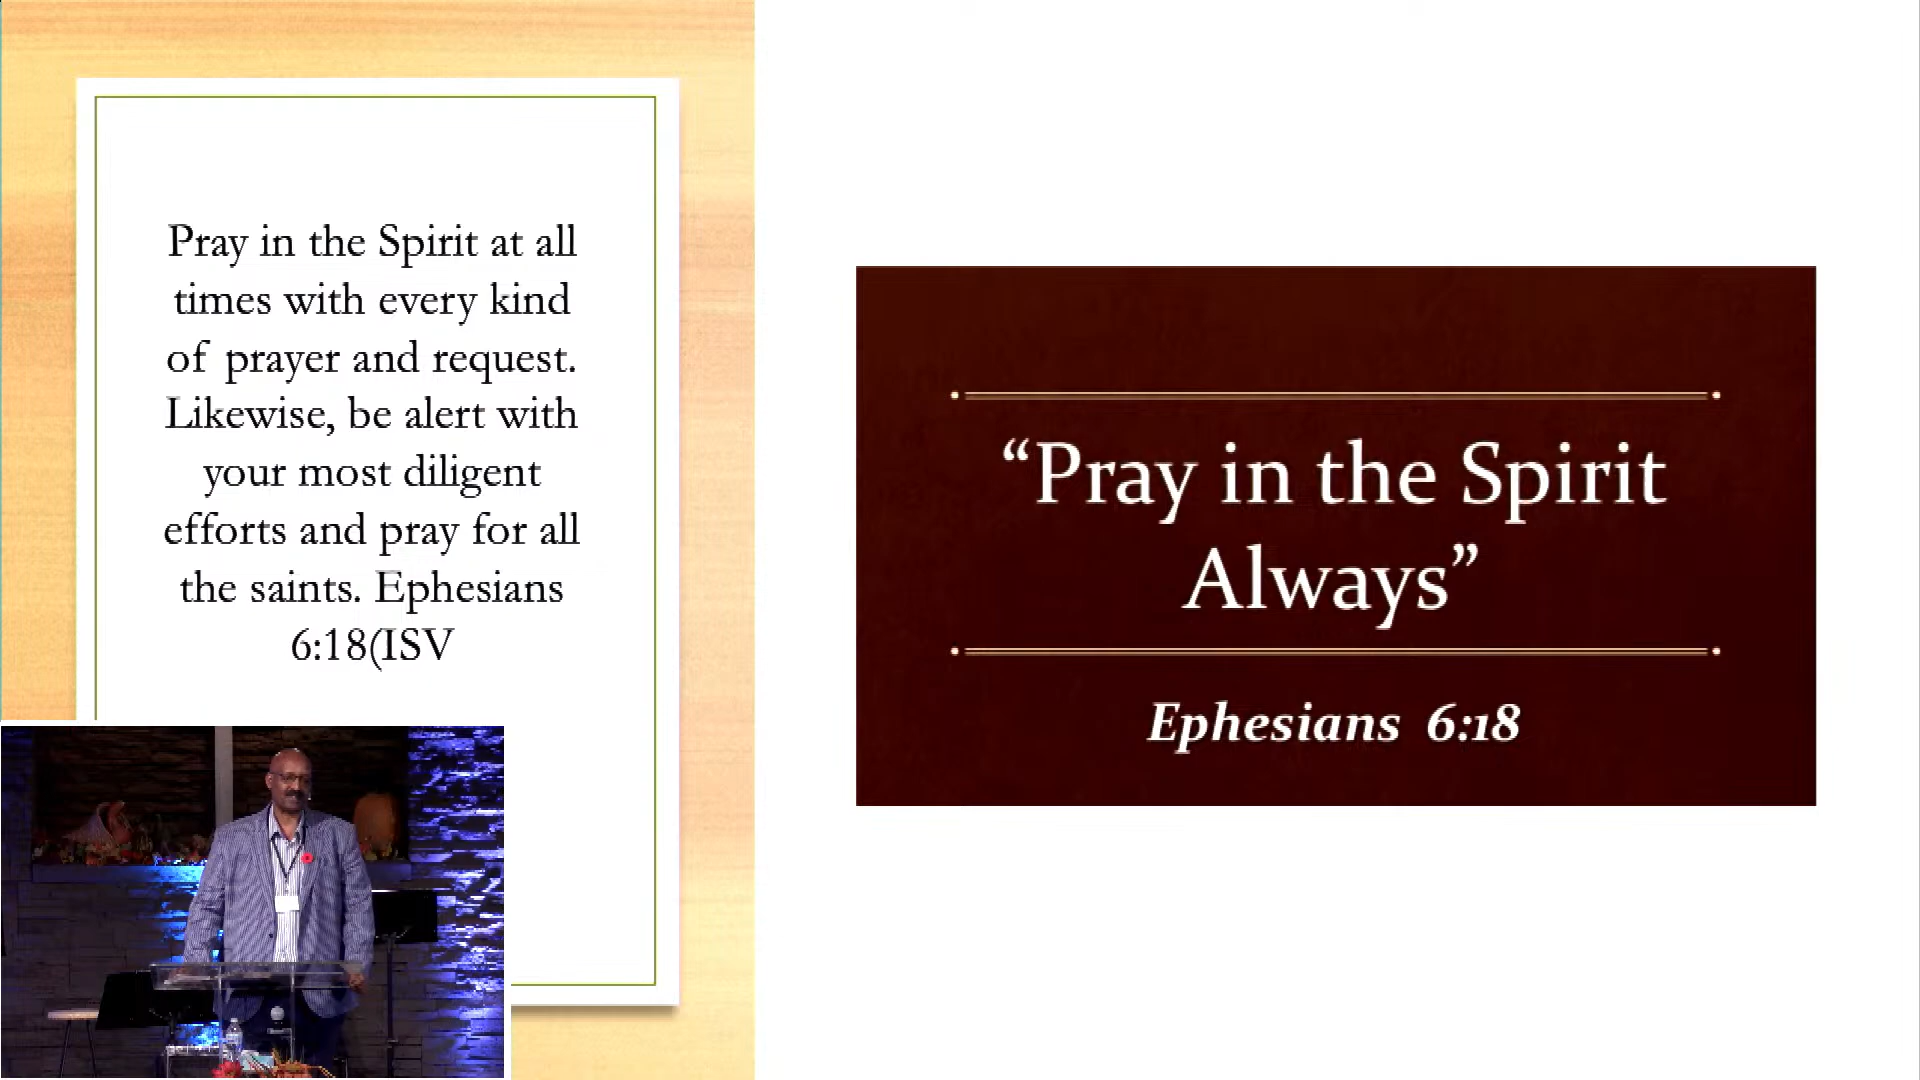 Pray in the Spirit at all
times with every kind
of prayer and request.
Likewise, be alert with
your most diligent
efforts and pray for all
the saints. Ephesians
6:18(ISV
“Pray in the Spirit
Always”
Ephesians 6:18